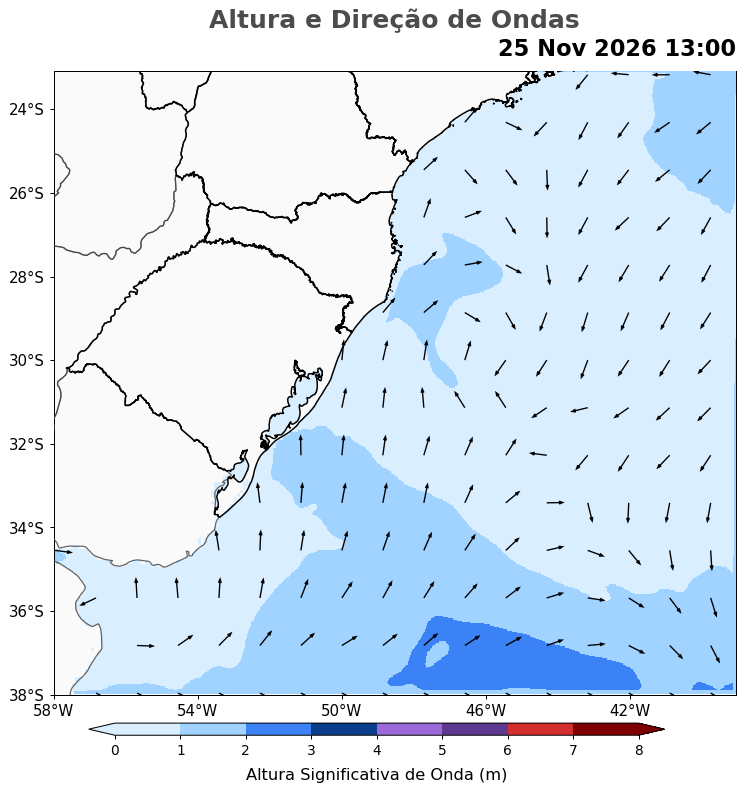 Altura e Direção de Ondas
25 Nov 2026 13:00
24°S
26°S
28°S
30°S
32°S
34°S
36°S
38°S
58°W 54°W 50°W 46°W 42°W
0 1 2 3 4 5 6 7 8
Altura Significativa de Onda (m)